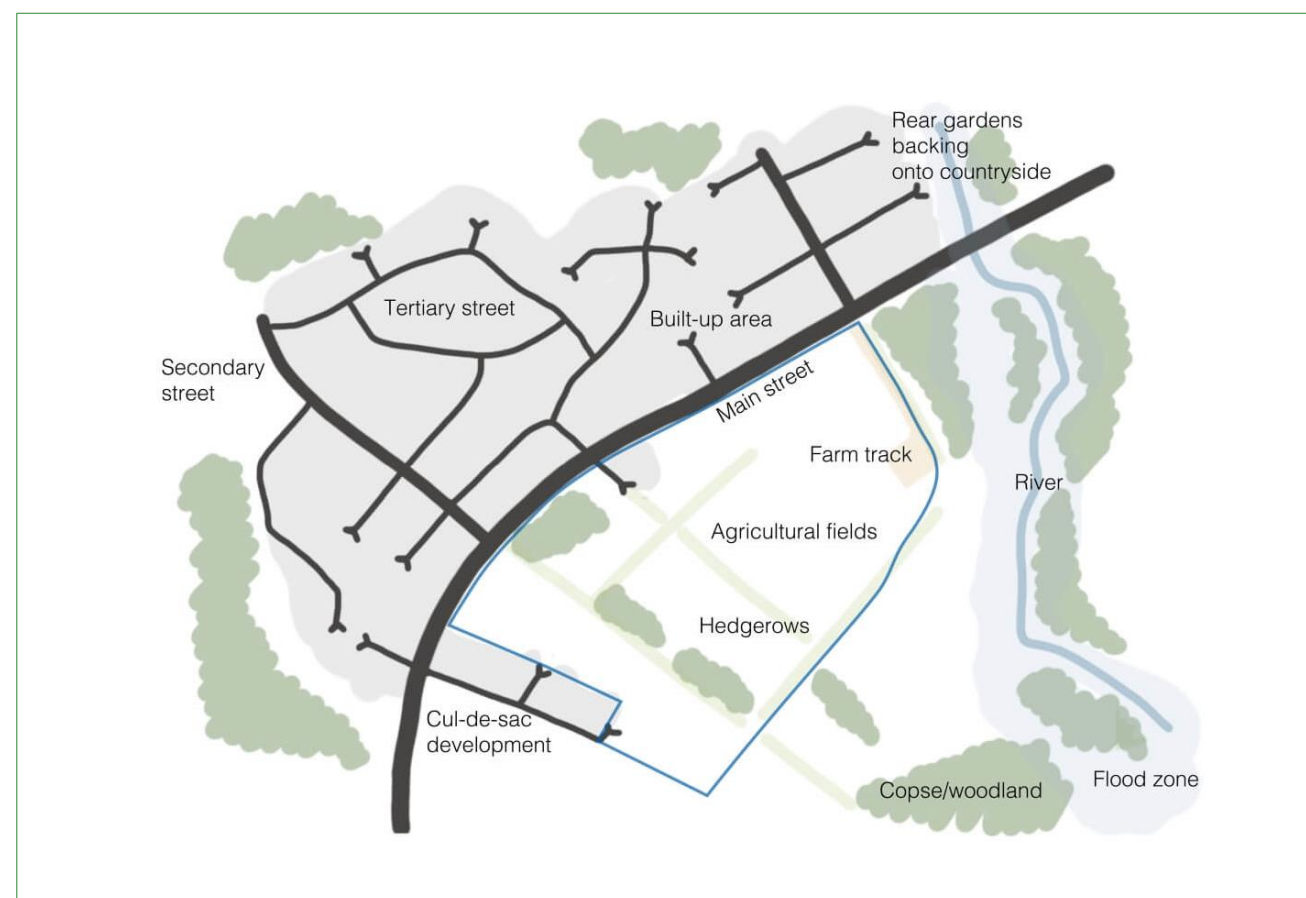 Rear gardens
backing
onto countryside
Tertiary street
Built-up area
Secondary
street
Main street
Farm track
River
Agricultural fields
Hedgerows
Cul-de-sac
development
Copse/woodland
Flood zone